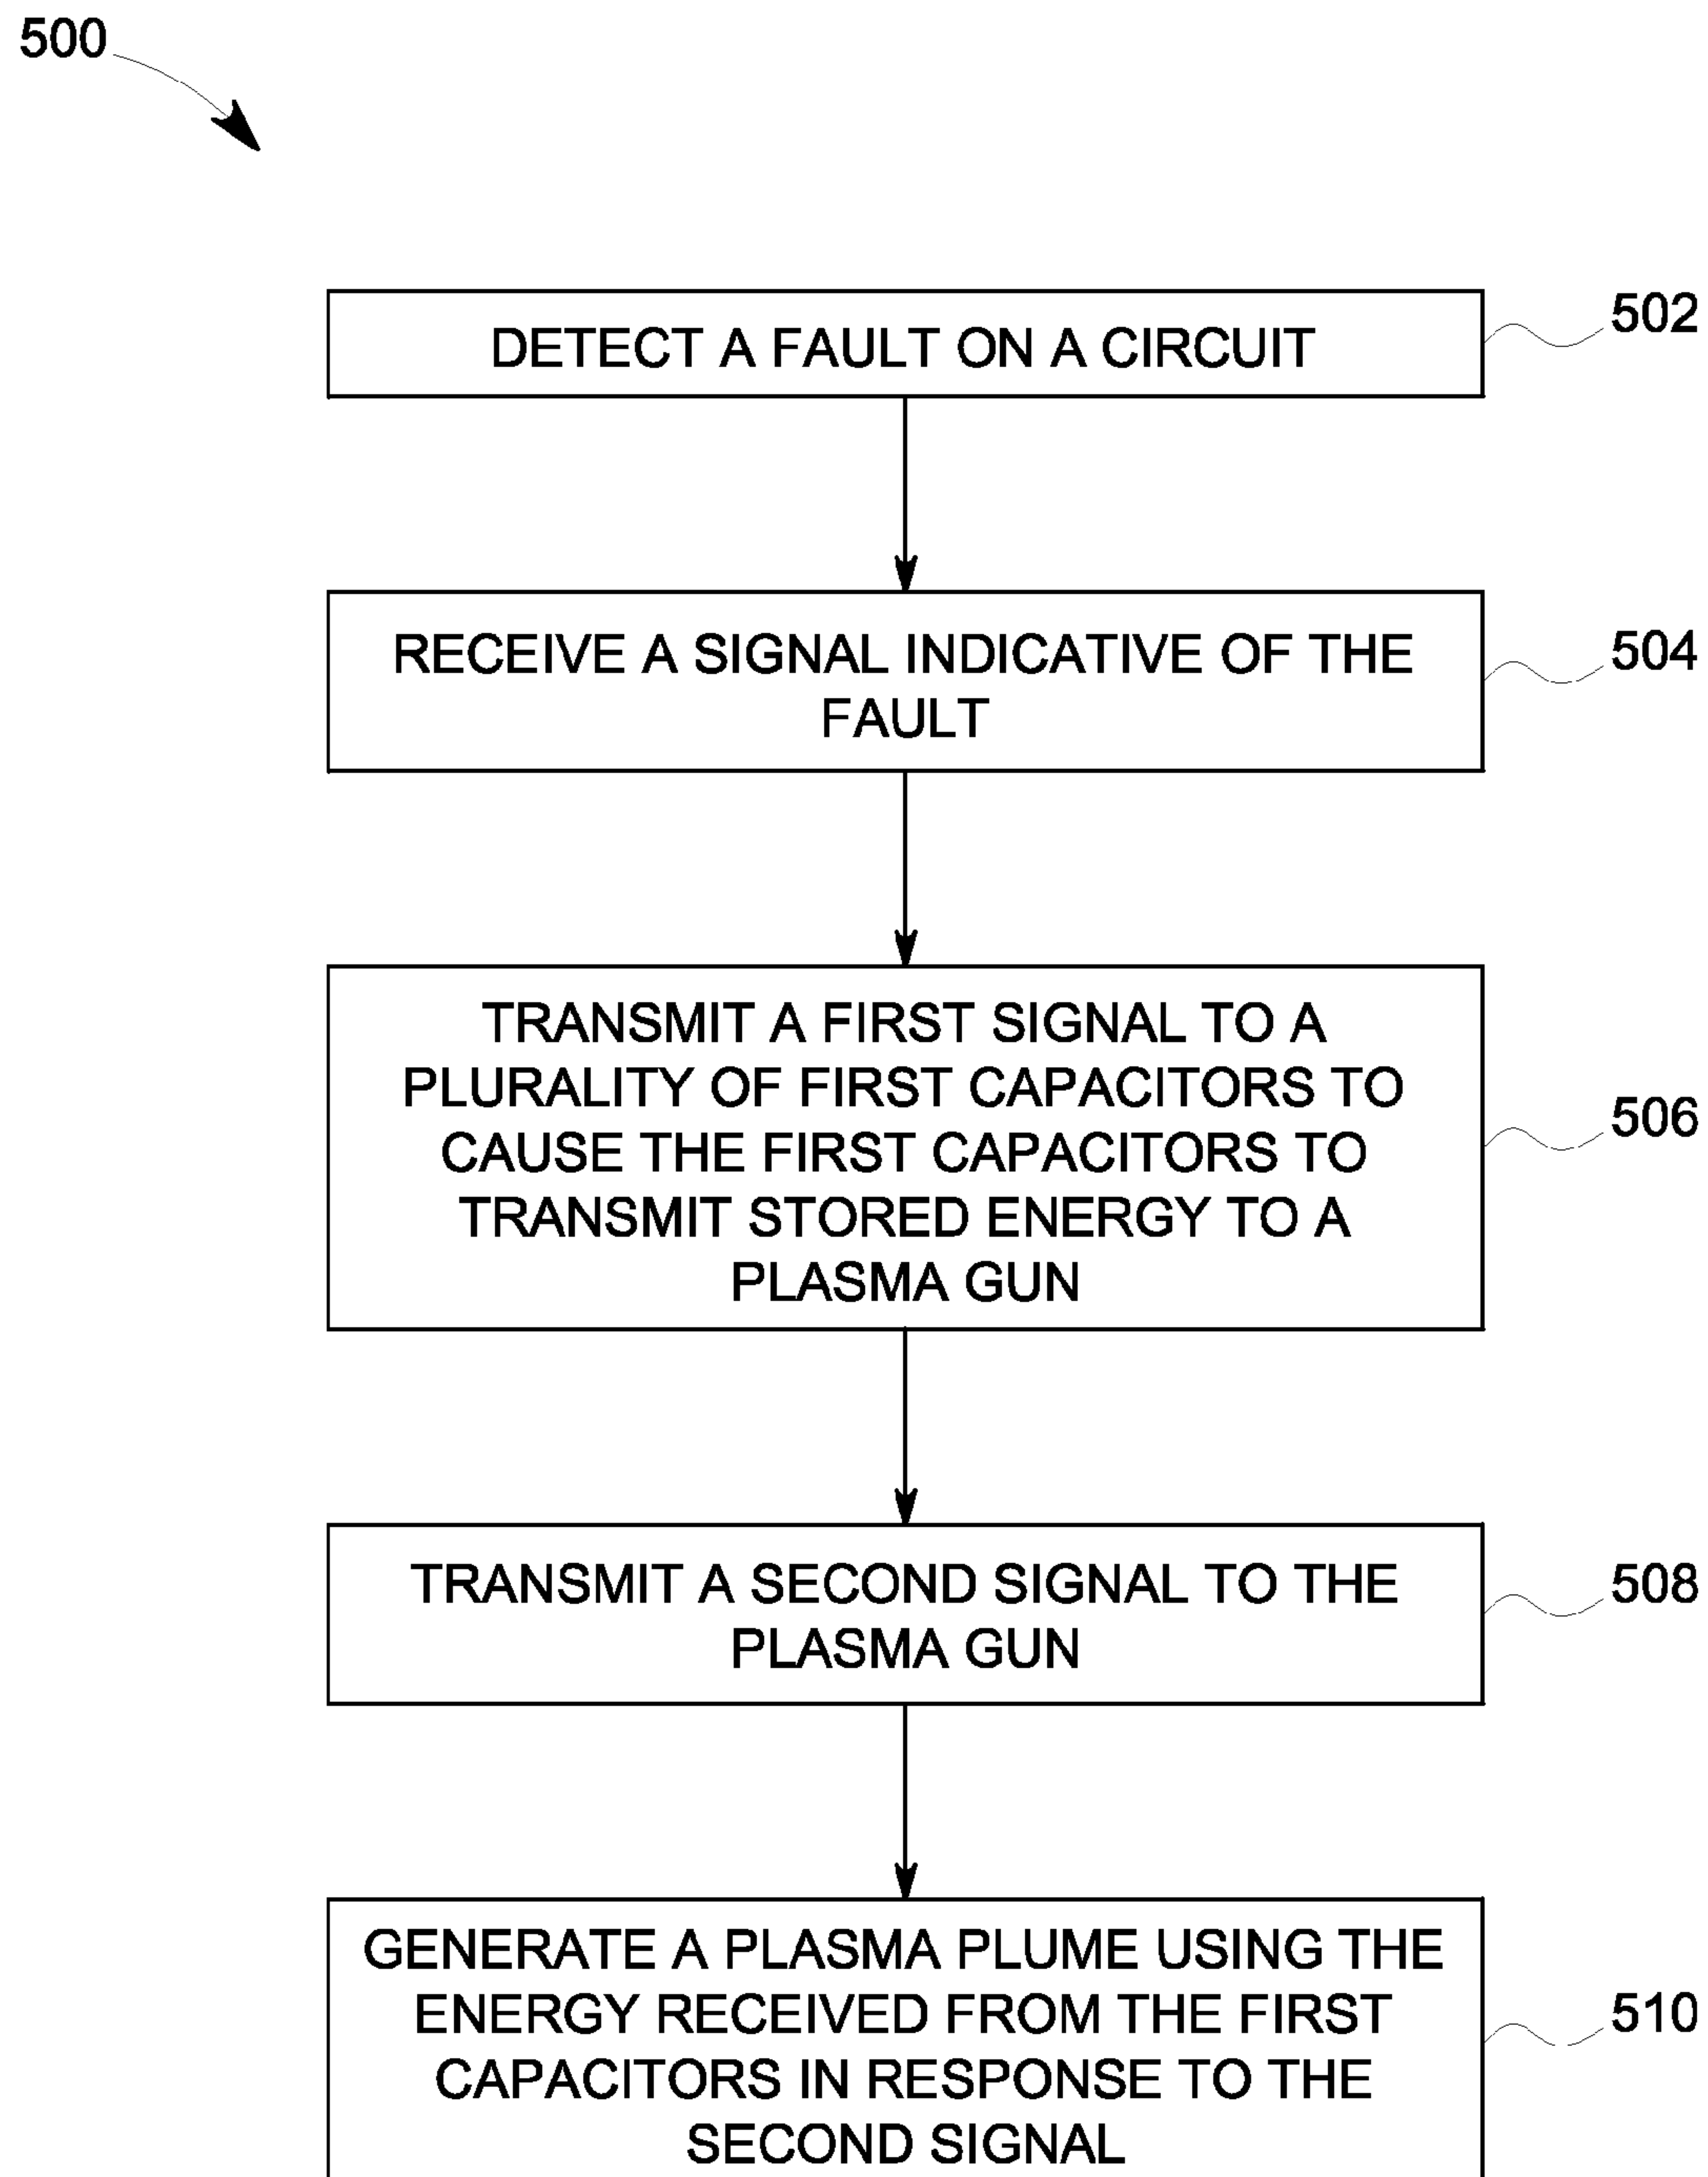 500
DETECT A FAULT ON A CIRCUIT
502
RECEIVE A SIGNAL INDICATIVE OF THE
FAULT
504
TRANSMIT A FIRST SIGNAL TO A
PLURALITY OF FIRST CAPACITORS TO
CAUSE THE FIRST CAPACITORS TO
TRANSMIT STORED ENERGY TO A
PLASMA GUN
506
TRANSMIT A SECOND SIGNAL TO THE
PLASMA GUN
508
GENERATE A PLASMA PLUME USING THE
ENERGY RECEIVED FROM THE FIRST
CAPACITORS IN RESPONSE TO THE
SECOND SIGNAL
510